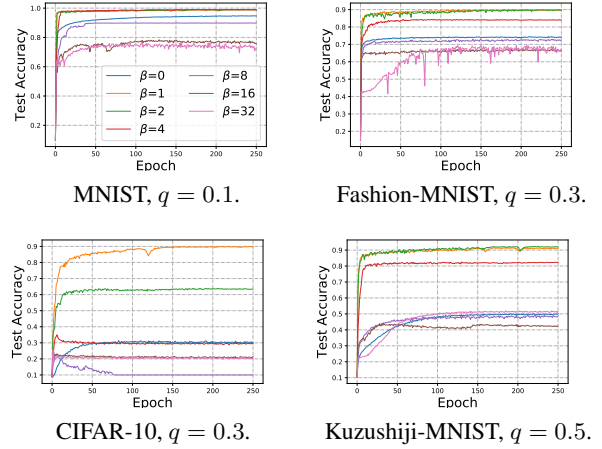 Test Accuracy
1.0
0.8
0.6
0.4
0.2
β=0 β=8
β=1 β=16
β=2 β=32
β=4
0 50 100 150 200 250
Epoch
MNIST, q = 0.1.
Test Accuracy
0.9
0.8
0.7
0.6
0.5
0.4
0.3
0.2
0 50 100 150 200 250
Epoch
Fashion-MNIST, q = 0.3.
Test Accuracy
0.9
0.8
0.7
0.6
0.5
0.4
0.3
0.2
0.1
0 50 100 150 200 250
Epoch
CIFAR-10, q = 0.3.
Test Accuracy
0.9
0.8
0.7
0.6
0.5
0.4
0.3
0.2
0.1
0 50 100 150 200 250
Epoch
Kuzushiji-MNIST, q = 0.5.